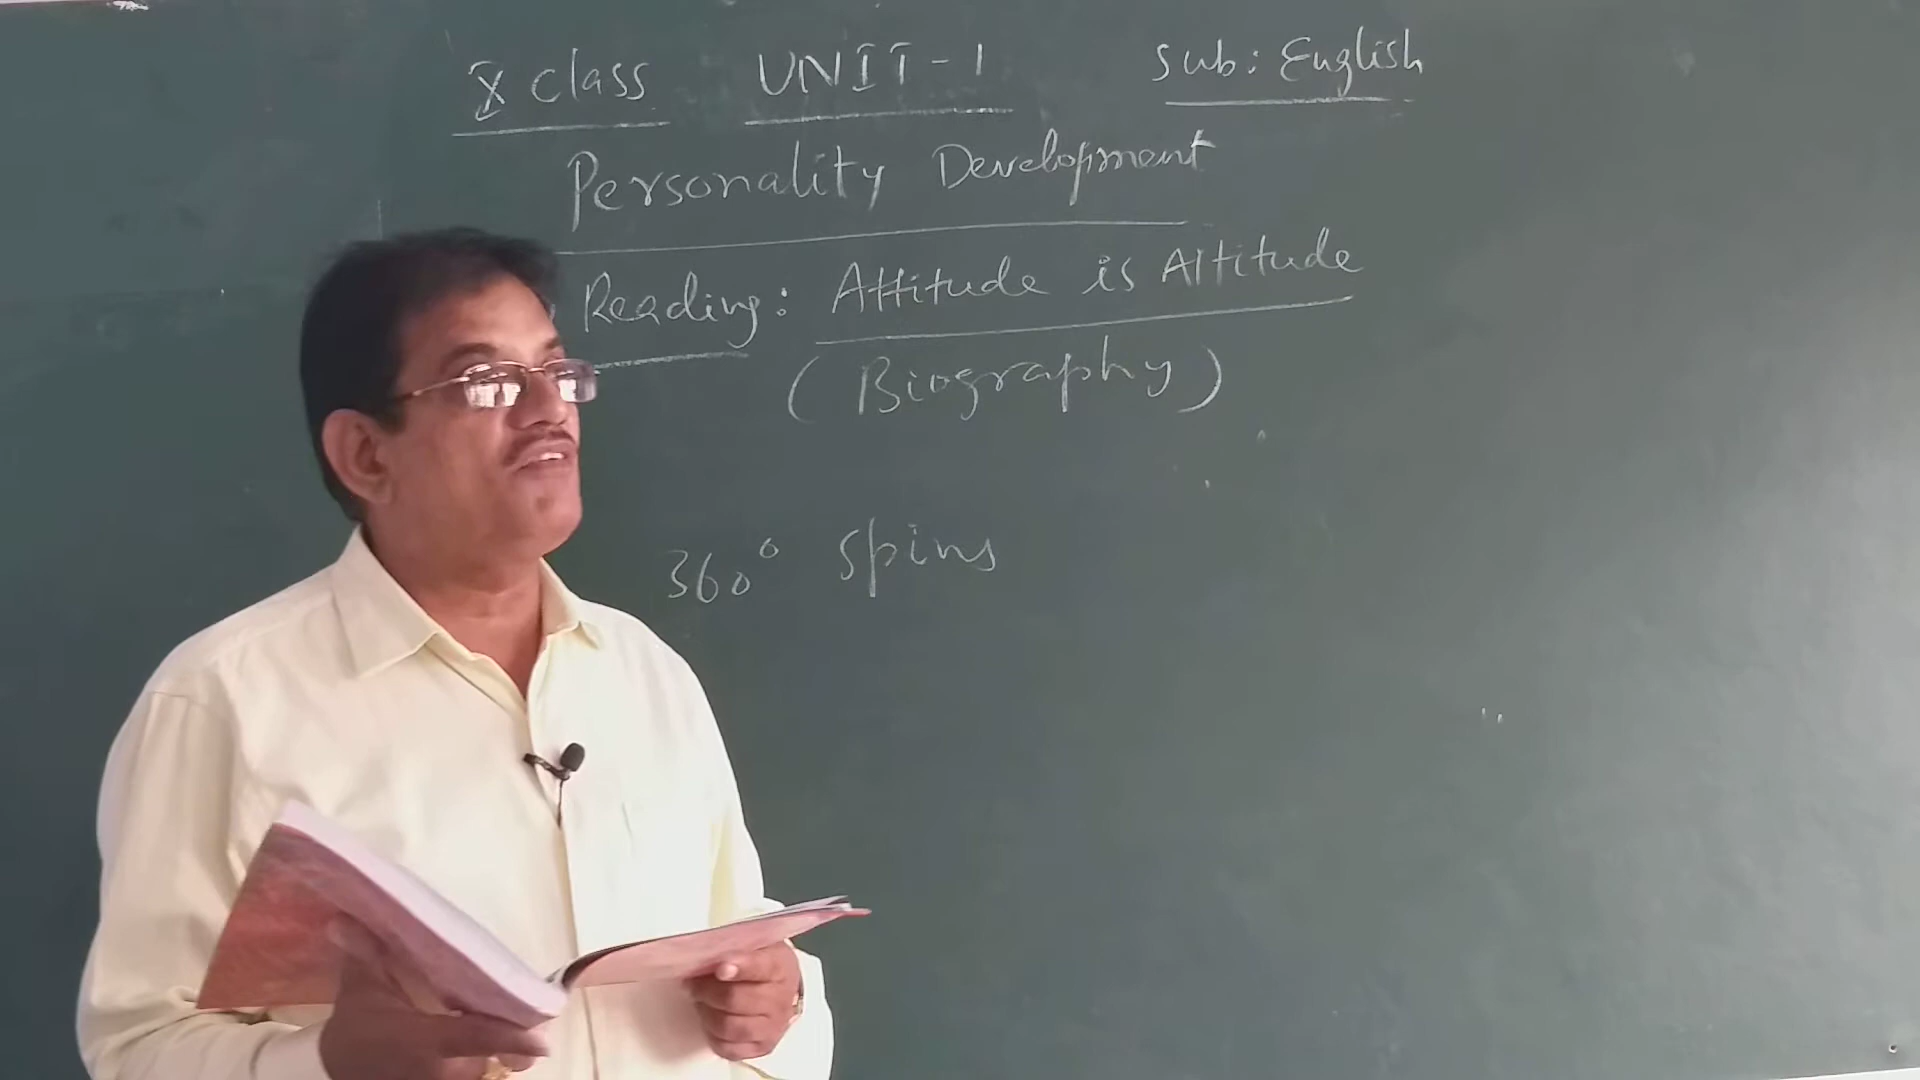 X Class UNIT-1 Sub: English
Personality Development
Reading: Attitude is Altitude
(Biography)
360° Spins